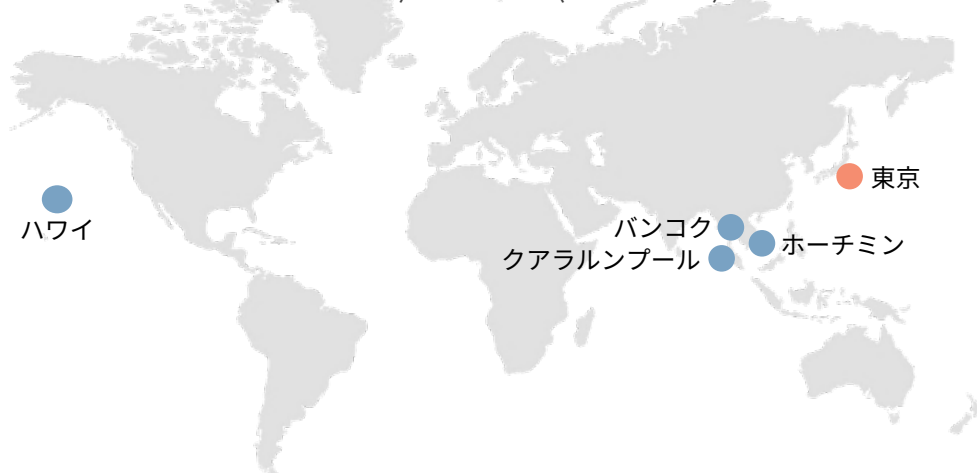 東京
ハワイ
バンコク
ホーチミン
クアラルンプール